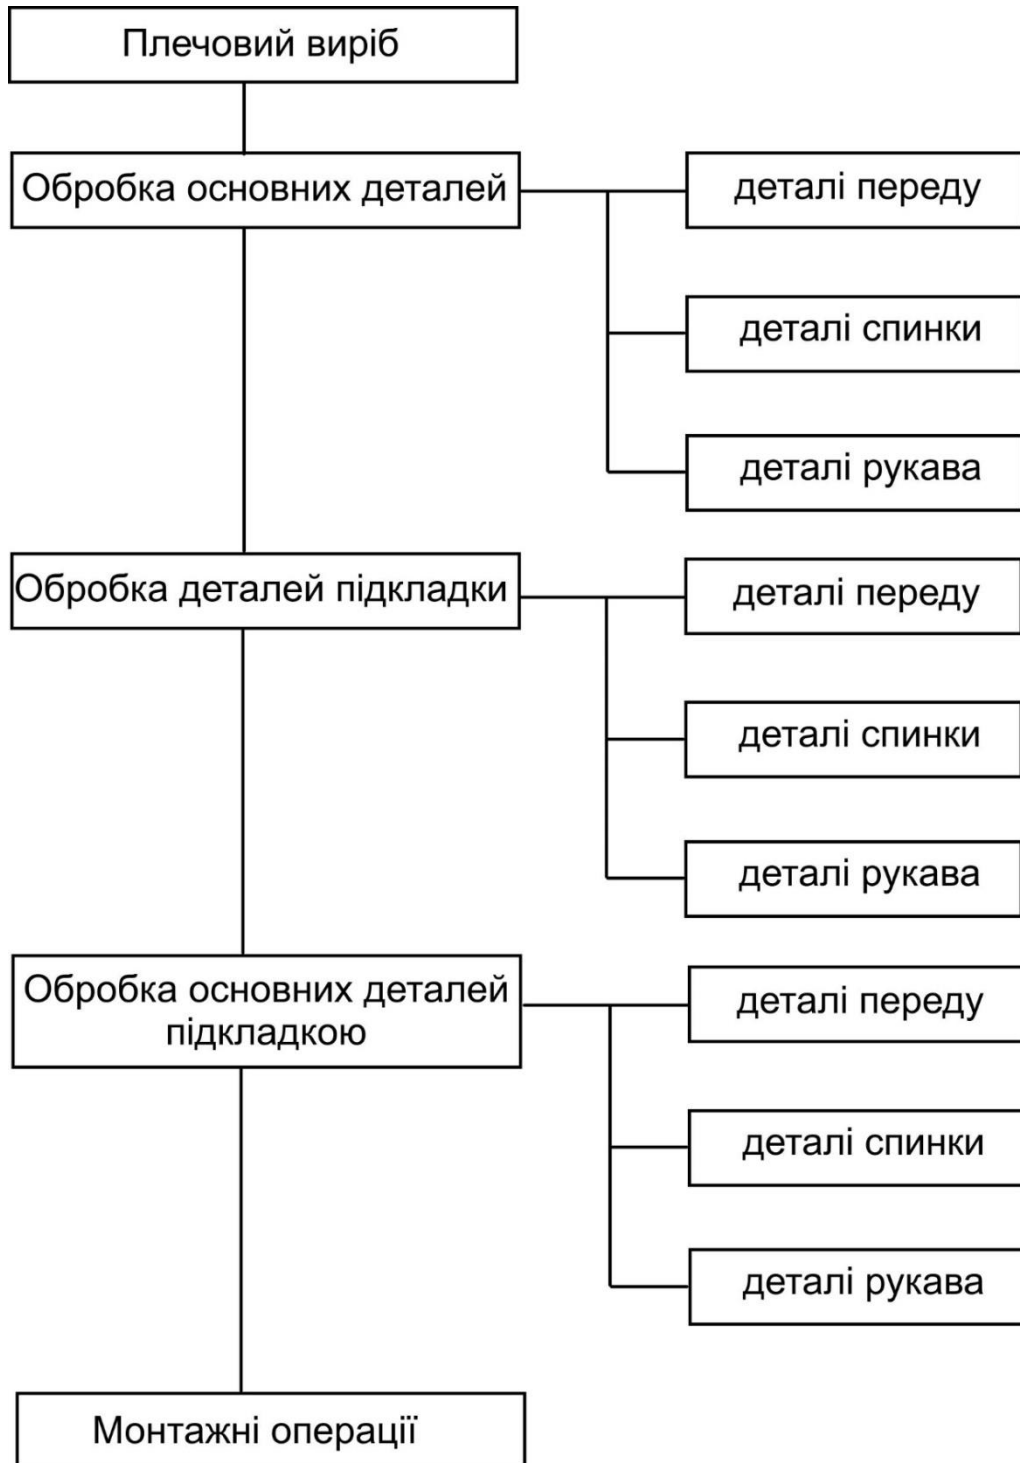 Плечовий виріб
Обробка основних деталей
деталі переду
деталі спинки
деталі рукава
Обробка деталей підкладки
деталі переду
деталі спинки
деталі рукава
Обробка основних деталей
підкладкою
деталі переду
деталі спинки
деталі рукава
Монтажні операції